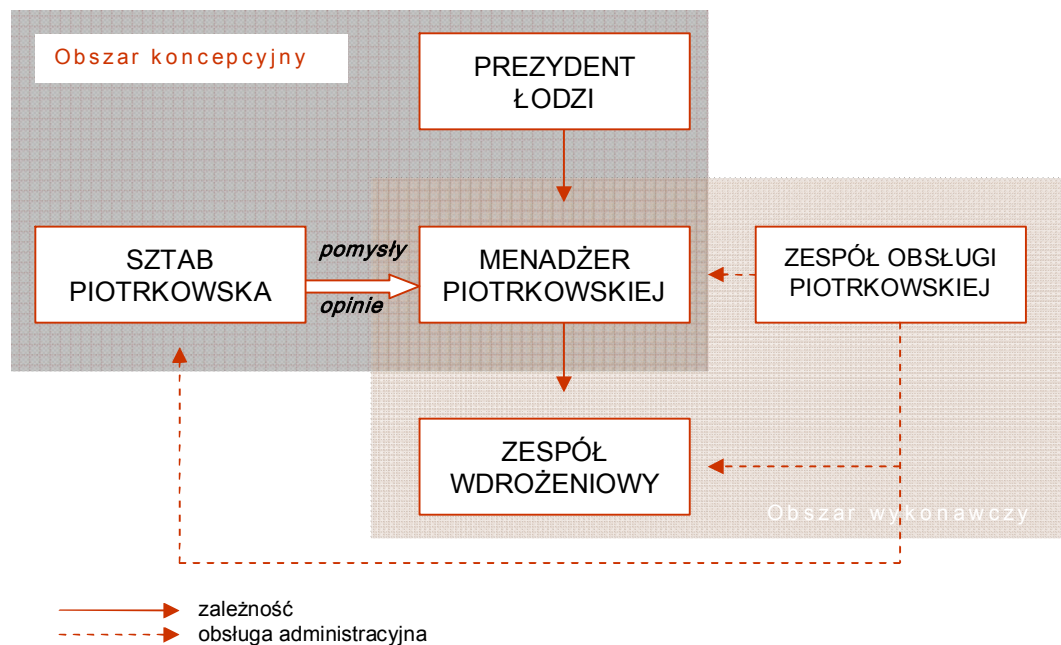 Obszar koncepcyjny
PREZYDENT
ŁODZI
SZTAB
PIOTRKOWSKA
pomysły
opinie
MENADŻER
PIOTRKOWSKIEJ
ZESPÓŁ OBSŁUGI
PIOTRKOWSKIEJ
ZESPÓŁ
WDROŻENIOWY
Obszar wykonawczy
zależność
obsługa administracyjna